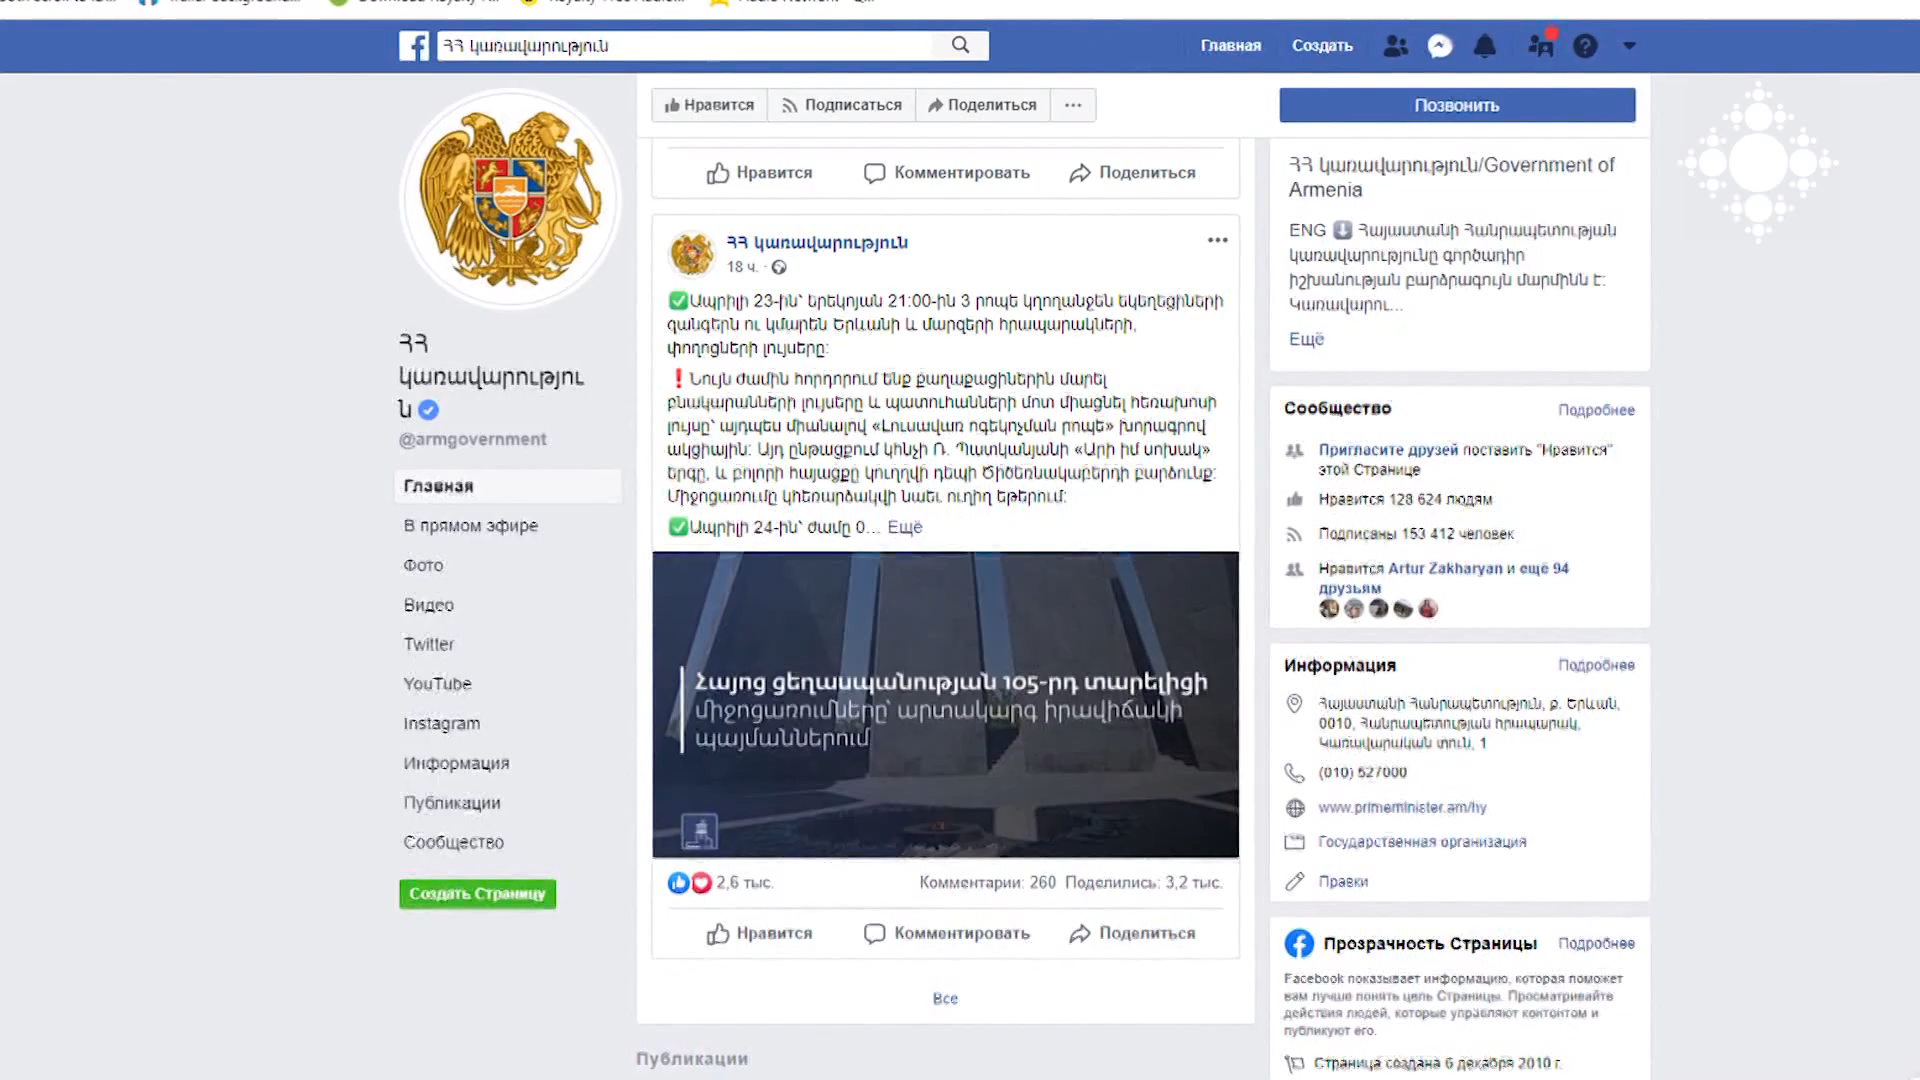 ՀՀ կառավարություն
Главная
Создать
Нравится
Подписаться
Поделиться
Позвонить
Нравится
Комментировать
Поделиться
ՀՀ
կառավարությու
ն
@armgovernment
Главная
В прямом эфире
Фото
Видео
Twitter
YouTube
Instagram
Информация
Публикации
Сообщество
Создать Страницу
ՀՀ կառավարություն
18 ч.
Ապրիլի 23-ին՝ երեկոյան 21:00-ին 3 րոպե կղողանջեն եկեղեցիների
զանգերն ու կմարեն Երևանի և մարզերի հրապարակների,
փողոցների լույսերը:
Նույն ժամին հորդորում ենք քաղաքացիներին մարել
բնակարանների լույսերը և պատուհանների մոտ միացնել հեռախոսի
լույսը՝ այդպես միանալով «Լուսավառ ոգեկոչման րոպե» խորագրով
ակցիային: Այդ ընթացքում կհնչի Ռ. Պատկանյանի «Արի իմ սոխակ»
երգը, և բոլորի հայացքը կուղղվի դեպի Ծիծեռնակաբերդի բարձունք:
Միջոցառումը կհեռարձակվի նաեւ ուղիղ եթերում:
Ապրիլի 24-ին՝ ժամը 0... Ещё
Հայոց ցեղասպանության 105-րդ տարելիցի
միջոցառումները՝ արտակարգ իրավիճակի
պայմաններում
2,6 тыс.
Комментарии: 260 Поделились: 3,2 тыс.
Нравится
Комментировать
Поделиться
Все
Публикации
ՀՀ կառավարություն/Government of
Armenia
ENG Հայաստանի Հանրապետության
կառավարությունը գործադիր
իշխանության բարձրագույն մարմինն է:
Կառավարու...
Ещё
Сообщество
Подробнее
Пригласите друзей поставить "Нравится"
этой Странице
Нравится 128 624 людям
Подписаны 153 412 человек
Нравится Artur Zakharyan и ещё 94
друзьям
Информация
Подробнее
Հայաստանի Հանրապետություն, ք. Երևան,
0010, Հանրապետության հրապարակ,
Կառավարական տուն, 1
(010) 527000
www.primeminister.am/hy
Государственная организация
Правки
Прозрачность Страницы
Подробнее
Facebook показывает информацию, которая поможет
вам лучше понять цель Страницы. Просматривайте
действия людей, которые управляют контентом и
публикуют его.
Страница создана 6 декабря 2010 г.